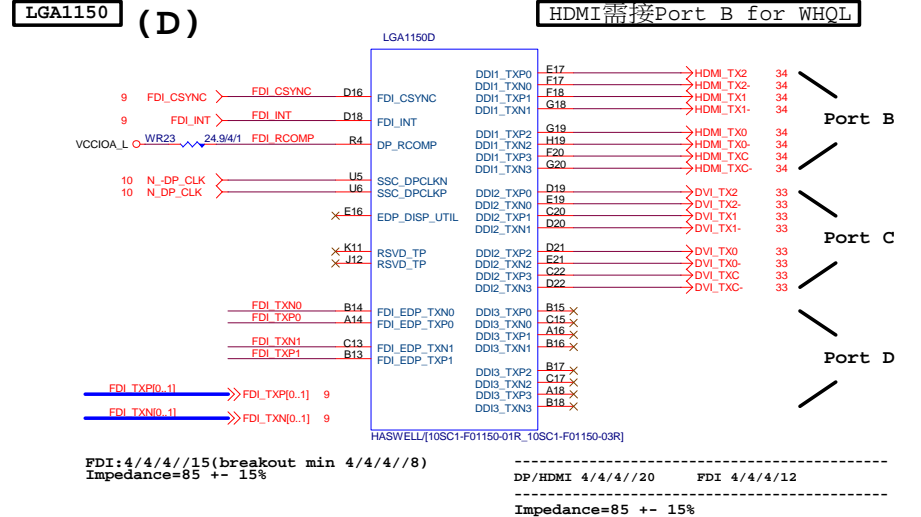 LGA1150 (D) HDMI需接Port B for WHQL
LGA1150D
DDI1_TXP0 E17 HDMI_TX2 34
DDI1_TXN0 F17 HDMI_TX2- 34
9 FDI_CSYNC FDI_CSYNC D16 FDI_CSYNC DDI1_TXP1 F18 HDMI_TX1 34
DDI1_TXN1 G18 HDMI_TX1- 34
Port B
9 FDI_INT FDI_INT D18 FDI_INT
DDI1_TXP2 G19 HDMI_TX0 34
VCCIOA_L WR23 24.9/4/1 FDI_RCOMP R4 DP_RCOMP DDI1_TXN2 H19 HDMI_TX0- 34
DDI1_TXP3 F20 HDMI_TXC 34
DDI1_TXN3 G20 HDMI_TXC- 34
10 N_-DP_CLK U5 SSC_DPCLKN
10 N_DP_CLK U6 SSC_DPCLKP DDI2_TXP0 D19 DVI_TX2 33
DDI2_TXN0 E19 DVI_TX2- 33
E16 EDP_DISP_UTIL DDI2_TXP1 C20 DVI_TX1 33
DDI2_TXN1 D20 DVI_TX1- 33
Port C
K11 RSVD_TP DDI2_TXP2 D21 DVI_TX0 33
J12 RSVD_TP DDI2_TXN2 E21 DVI_TX0- 33
DDI2_TXP3 C22 DVI_TXC 33
DDI2_TXN3 D22 DVI_TXC- 33
FDI_TXN0 B14 FDI_EDP_TXN0 DDI3_TXP0 B15
FDI_TXP0 A14 FDI_EDP_TXP0 DDI3_TXN0 C15
DDI3_TXP1 A16
FDI_TXN1 C13 FDI_EDP_TXN1 DDI3_TXN1 B16
FDI_TXP1 B13 FDI_EDP_TXP1
Port D
DDI3_TXP2 B17
DDI3_TXN2 C17
FDI_TXP[0..1] FDI_TXP[0..1] 9 DDI3_TXP3 A18
DDI3_TXN3 B18
FDI_TXN[0..1] FDI_TXN[0..1] 9
HASWELL/[10SC1-F01150-01R_10SC1-F01150-03R]
FDI:4/4/4//15(breakout min 4/4/4//8)
Impedance=85 +- 15%
DP/HDMI 4/4/4//20 FDI 4/4/4/12
Impedance=85 +- 15%